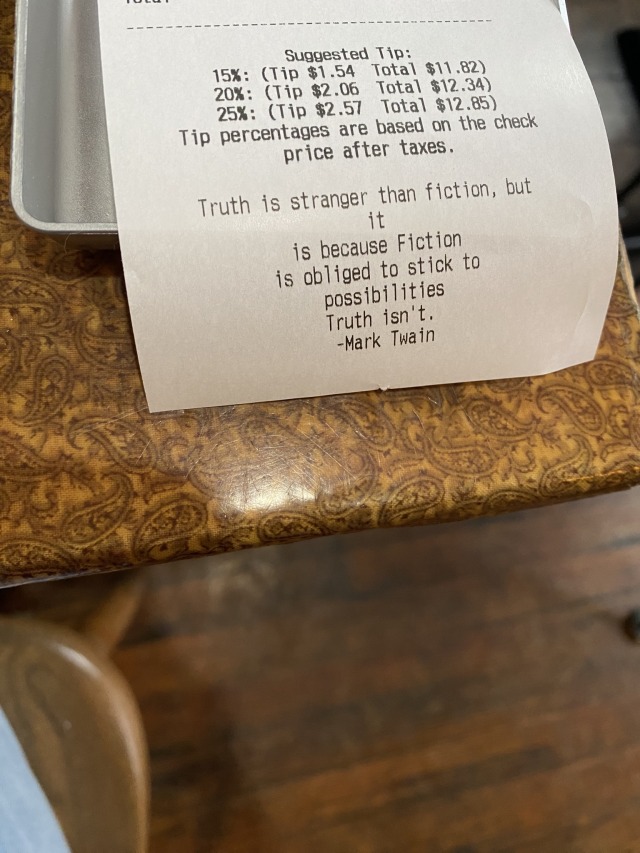 Total
Suggested Tip:
15%: (Tip $1.54 Total $11.82)
20%: (Tip $2.06 Total $12.34)
25%: (Tip $2.57 Total $12.85)
Tip percentages are based on the check
price after taxes.
Truth is stranger than fiction, but
it
is because Fiction
is obliged to stick to
possibilities
Truth isn't.
-Mark Twain